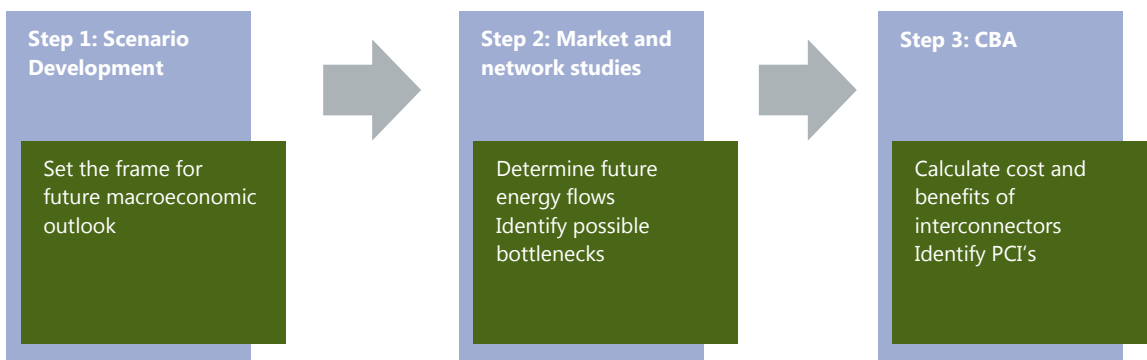 Step 1: Scenario
Development
Set the frame for
future macroeconomic
outlook
Step 2: Market and
network studies
Determine future
energy flows
Identify possible
bottlenecks
Step 3: CBA
Calculate cost and
benefits of
interconnectors
Identify PCI's